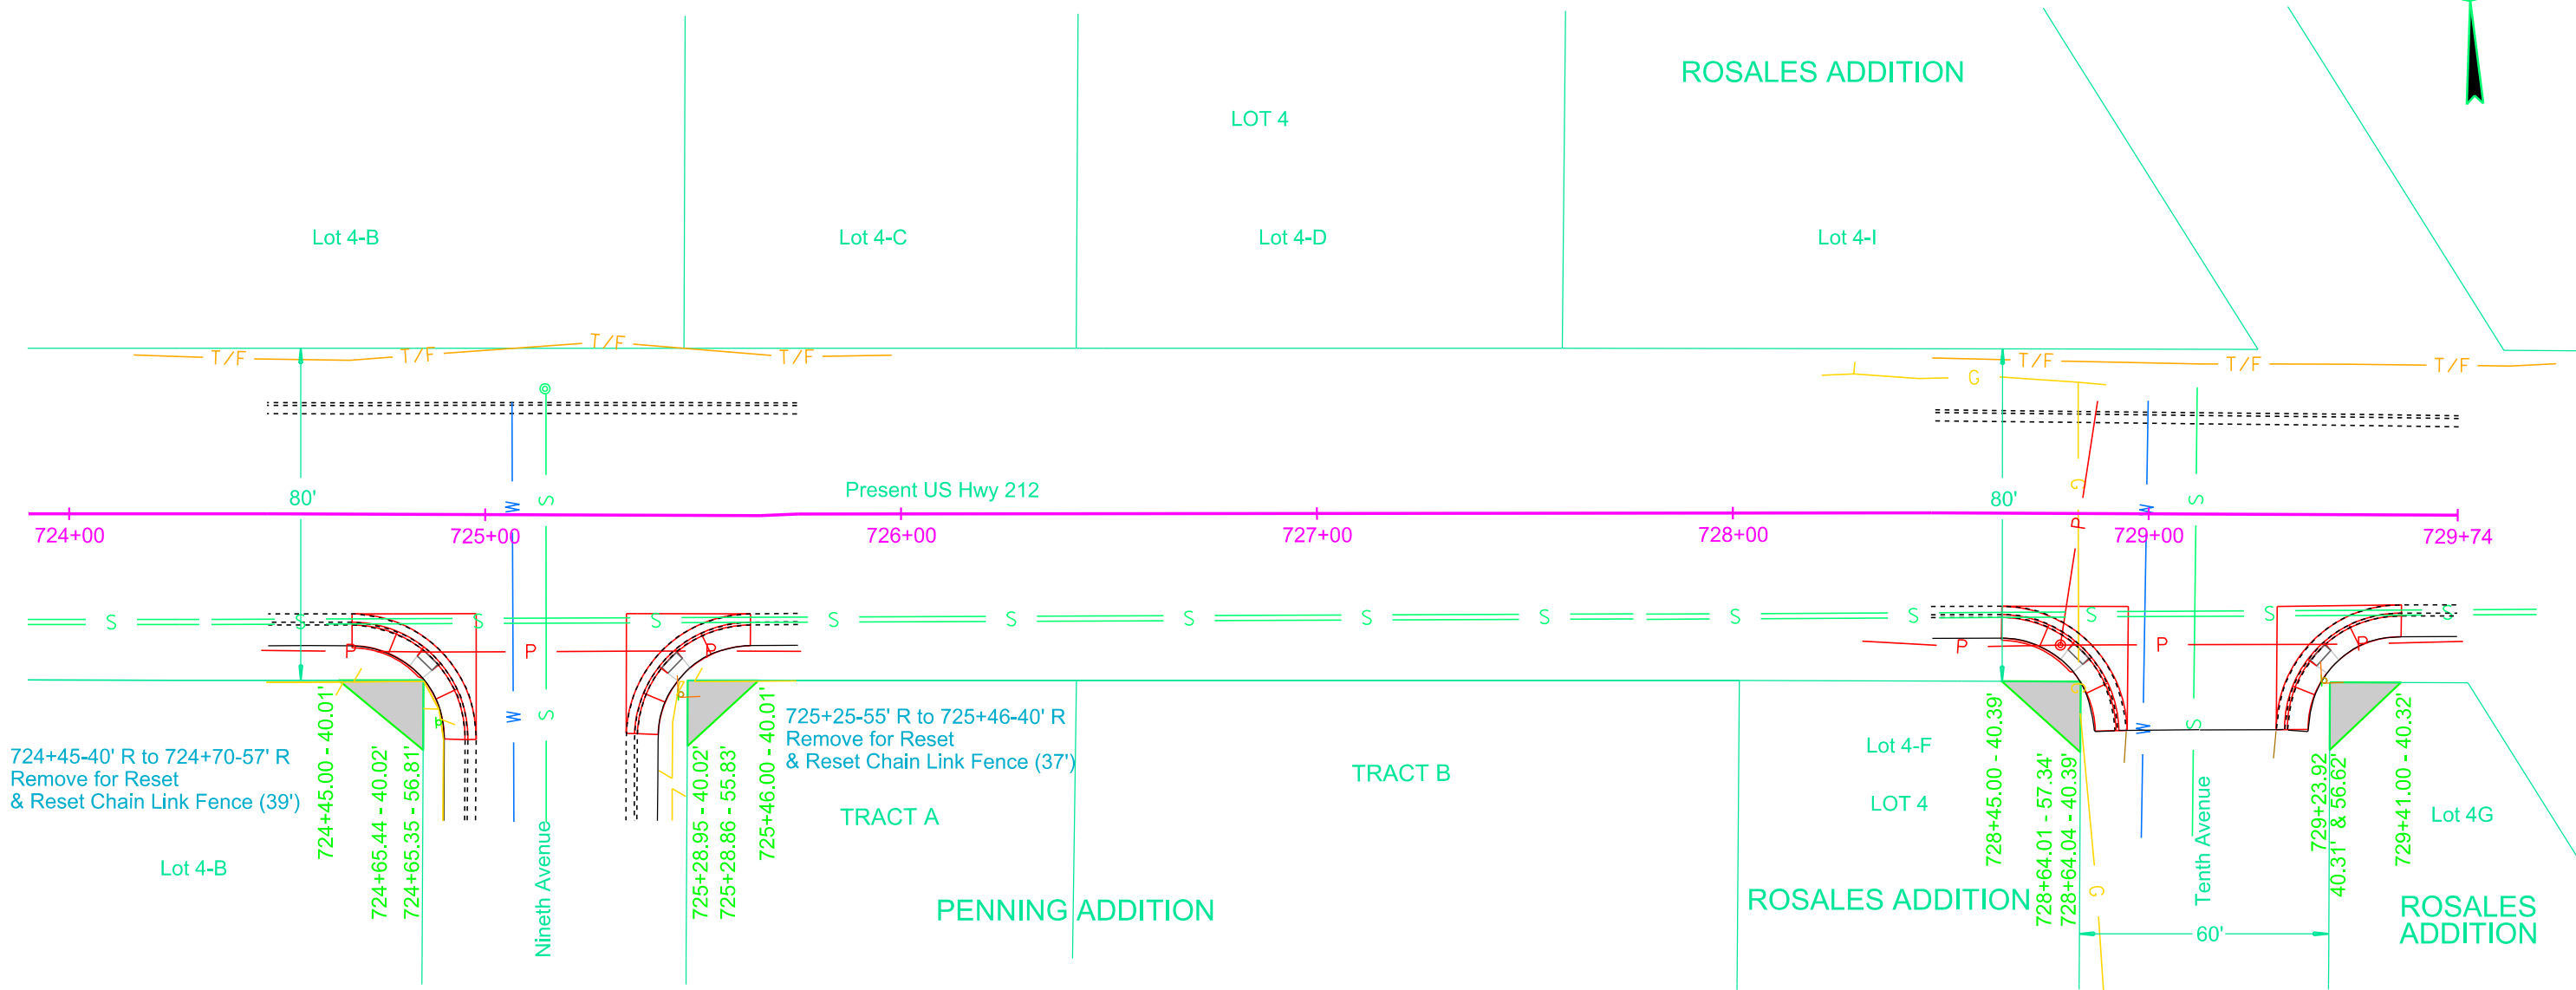 ROSALES ADDITION
LOT 4
Lot 4-B
Lot 4-C
Lot 4-D
Lot 4-I
T/F
T/F
T/F
T/F
T/F
T/F
T/F
G
80'
W
S
Present US Hwy 212
80'
G
P
W
S
724+00
725+00
726+00
727+00
728+00
729+00
729+74
S
S
S
S
S
S
S
S
S
S
S
S
S
S
P
P
P
P
P
P
W
S
P
P
G
W
S
P
724+45-40' R to 724+70-57' R
Remove for Reset
& Reset Chain Link Fence (39')
724+45.00 - 40.01'
724+65.44 - 40.02'
724+65.35 - 56.81'
Lot 4-B
Nineth Avenue
725+28.95 - 40.02'
725+28.86 - 55.83'
725+46.00 - 40.01'
725+25-55' R to 725+46-40' R
Remove for Reset
& Reset Chain Link Fence (37')
TRACT A
TRACT B
PENNING ADDITION
Lot 4-F
LOT 4
ROSALES ADDITION
728+45.00 - 40.39'
728+64.01 - 57.34'
728+64.04 - 40.39'
G
Tenth Avenue
60'
729+23.92
40.31' & 56.62'
729+41.00 - 40.32'
Lot 4G
ROSALES
ADDITION